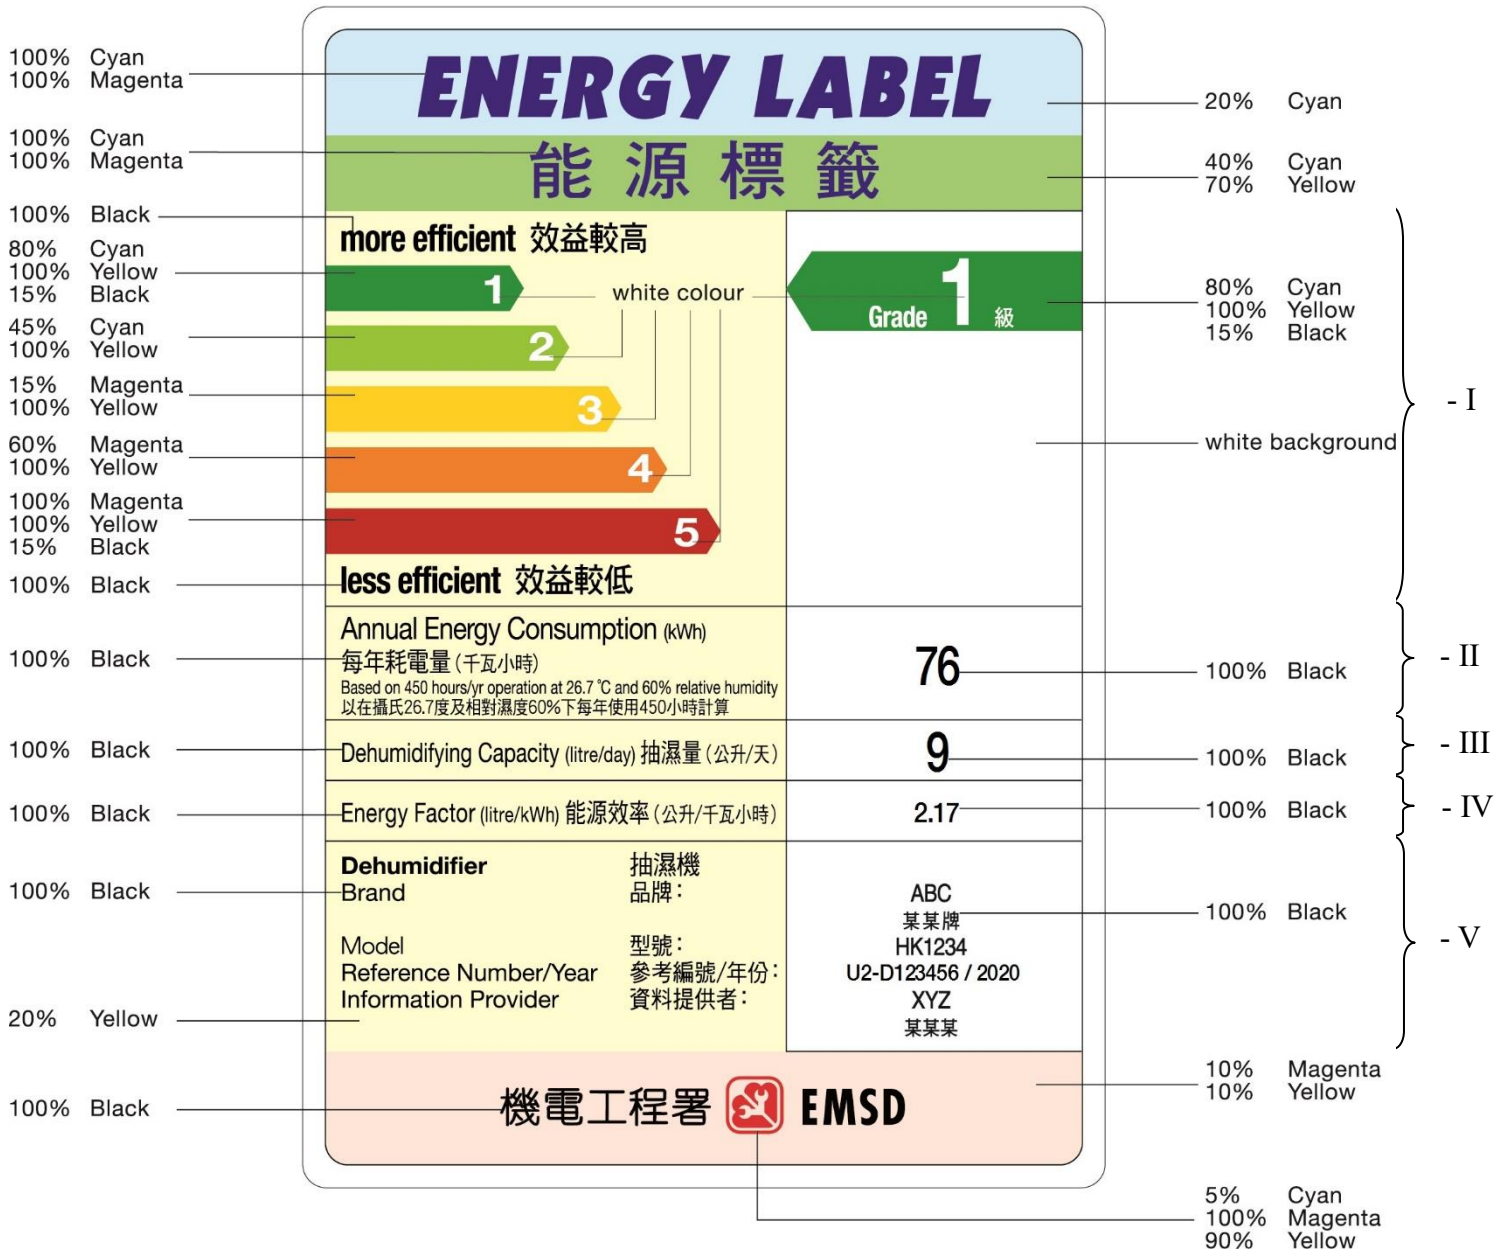 100% Cyan
100% Magenta
ENERGY LABEL
20% Cyan
100% Cyan
100% Magenta
能源標籤
40% Cyan
70% Yellow
100% Black
more efficient 效益較高
80% Cyan
100% Yellow
15% Black
1
white colour
Grade 1 級
80% Cyan
100% Yellow
15% Black
45% Cyan
100% Yellow
2
15% Magenta
100% Yellow
3
- I
60% Magenta
100% Yellow
4
white background
100% Magenta
100% Yellow
15% Black
5
100% Black
less efficient 效益較低
Annual Energy Consumption (kWh)
每年耗電量(千瓦小時)
Based on 450 hours/yr operation at 26.7 °C and 60% relative humidity
以在攝氏26.7度及相對濕度60%下每年使用450小時計算
100% Black
76
100% Black
- II
100% Black
Dehumidifying Capacity (litre/day) 抽濕量(公升/天)
9
100% Black
- III
100% Black
Energy Factor (litre/kWh) 能源效率(公升/千瓦小時)
2.17
100% Black
- IV
Dehumidifier 抽濕機
100% Black
Brand 品牌:
ABC
某某牌
100% Black
- V
Model 型號:
HK1234
Reference Number/Year 參考編號/年份:
U2-D123456 / 2020
Information Provider 資料提供者:
XYZ
某某某
20% Yellow
10% Magenta
10% Yellow
100% Black
機電工程署 EMSD
5% Cyan
100% Magenta
90% Yellow